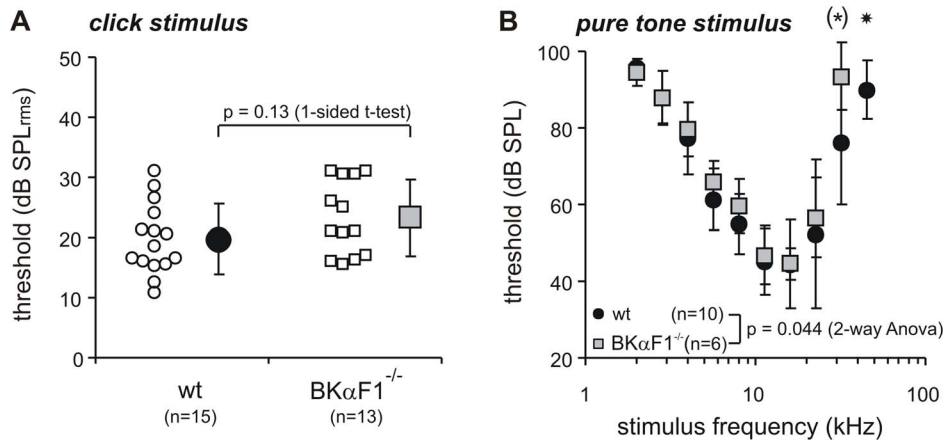 A click stimulus
threshold (dB SPLrms)
50
40
30
20
10
0
p = 0.13 (1-sided t-test)
wt
(n=15)
BKαF1-/-
(n=13)
B pure tone stimulus
(*) *
threshold (dB SPL)
100
80
60
40
20
wt (n=10)
BKαF1-/- (n=6)
p = 0.044 (2-way Anova)
1 10 100
stimulus frequency (kHz)